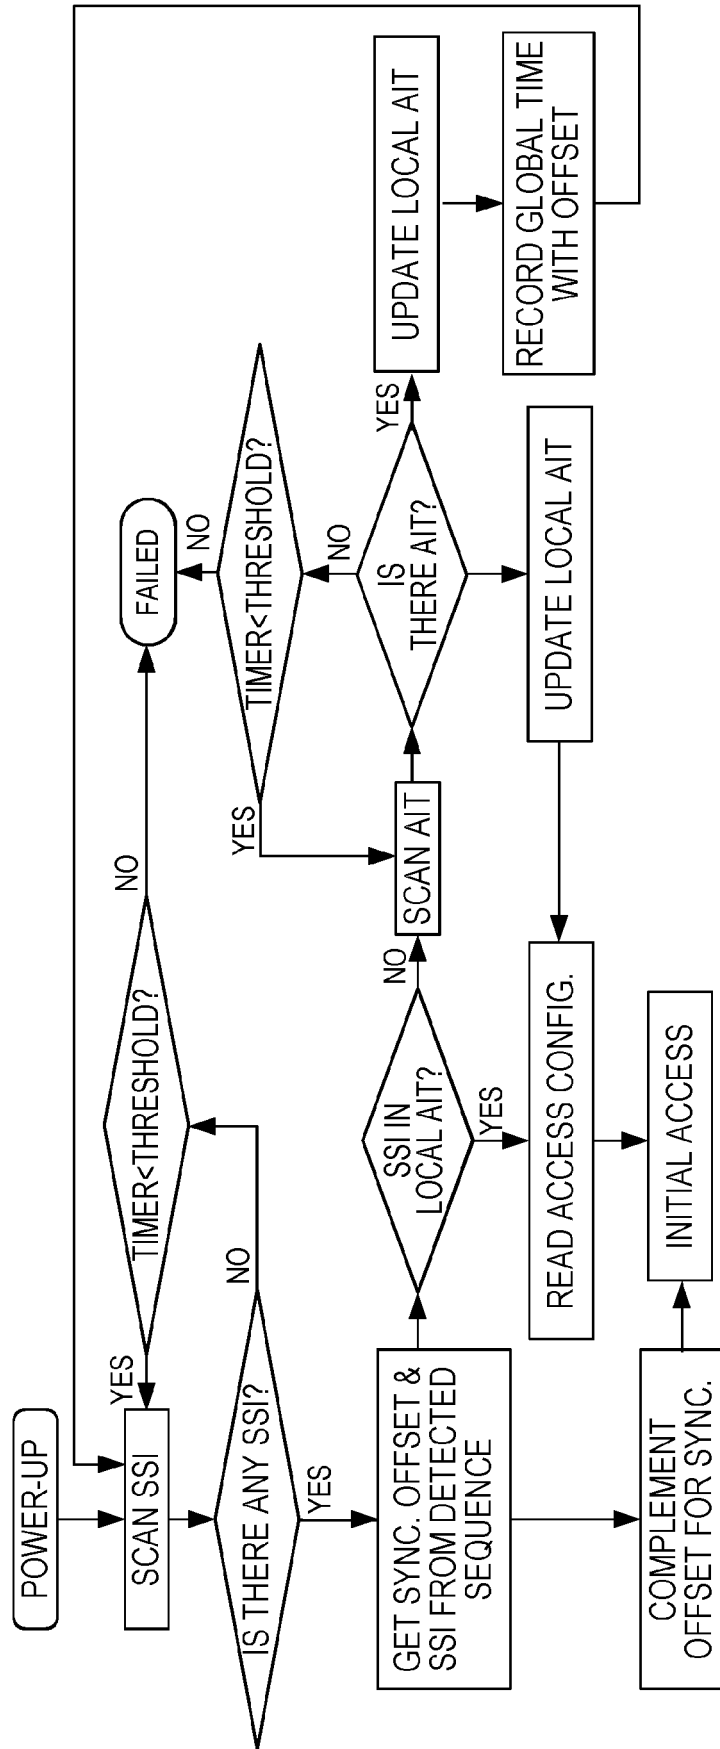 POWER-UP
SCAN SSI
YES
TIMER<THRESHOLD?
NO
FAILED
IS THERE ANY SSI?
NO
YES
GET SYNC. OFFSET &
SSI FROM DETECTED
SEQUENCE
SSI IN
LOCAL AIT?
NO
YES
SCAN AIT
YES
TIMER<THRESHOLD?
NO
IS
THERE AIT?
NO
YES
UPDATE LOCAL AIT
RECORD GLOBAL TIME
WITH OFFSET
UPDATE LOCAL AIT
READ ACCESS CONFIG.
INITIAL ACCESS
COMPLEMENT
OFFSET FOR SYNC.